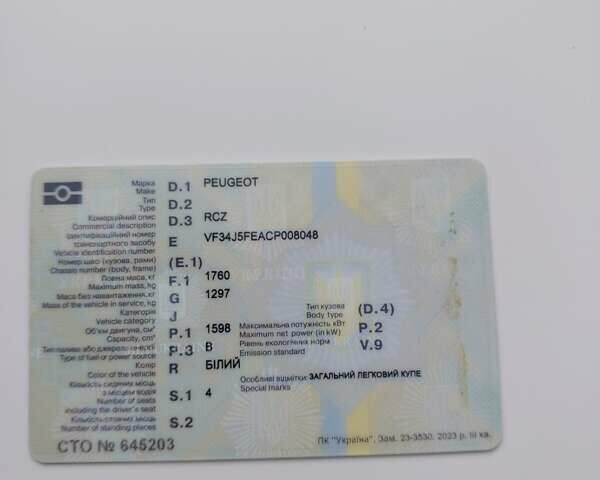 Марка
Make D.1 PEUGEOT
Тип
Type D.2
Комерційний опис
Commercial description D.3 RCZ
Ідентифікаційний номер
транспортного засобу
Vehicle identification number E VF34J5FEACP008048
Номер шасі (кузова, рами)
Chassis number (body, frame) (E.1)
Повна маса, кг
Maximum mass, kg F.1 1760
Маса без навантаження, кг
Mass of the vehicle in service, kg G 1297
Категорія
Vehicle category J
Тип кузова
Body type (D.4)
Об'єм двигуна, см³
Capacity, cm³ P.1 1598
Максимальна потужність кВт
Maximum net power (in kW) P.2
Тип палива або джерела енергії
Type of fuel or power source P.3 B
Рівень екологічних норм
Emission standard V.9
Колір
Color of the vehicle R БІЛИЙ
Кількість сидячих місць
з місцем водія
Number of seats
including the driver's seat S.1 4
Особливі відмітки: ЗАГАЛЬНИЙ ЛЕГКОВИЙ КУПЕ
Special marks
Кількість стоячих місць
Number of standing places S.2
СТО № 645203
ПК "Україна", Зам. 23-3530, 2023 р. III кв.